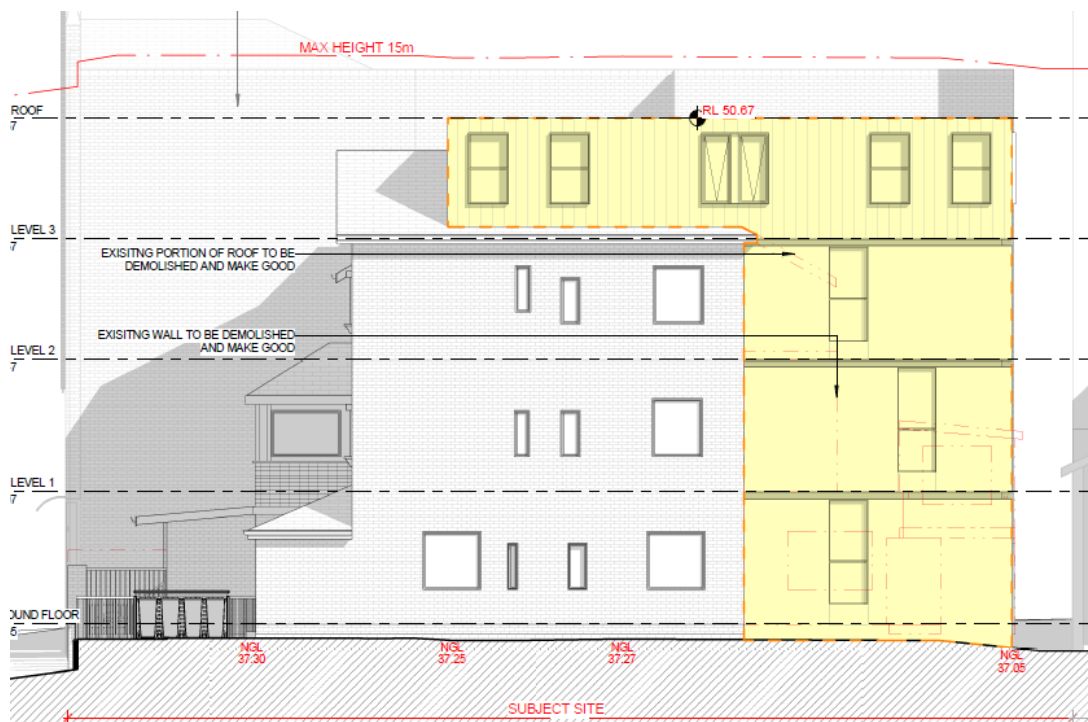 MAX HEIGHT 15m
ROOF
7
RL 50.67
LEVEL 3
7
EXISITNG PORTION OF ROOF TO BE
DEMOLISHED AND MAKE GOOD
EXISITNG WALL TO BE DEMOLISHED
AND MAKE GOOD
LEVEL 2
7
LEVEL 1
7
OUND FLOOR
5
NGL
37.30
NGL
37.25
NGL
37.27
NGL
37.05
SUBJECT SITE